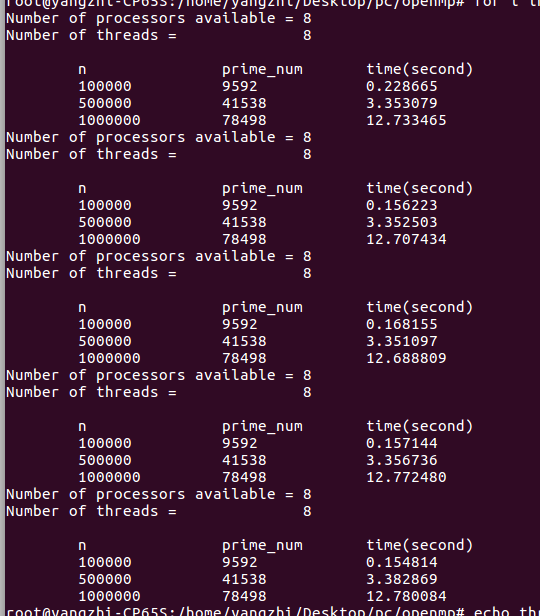 root@yangzhi-CP65S:/home/yangzhi/Desktop/pc/openmp# for t
Number of processors available = 8
Number of threads =              8

        n               prime_num       time(second)
        100000          9592            0.228665
        500000          41538           3.353079
        1000000         78498           12.733465
Number of processors available = 8
Number of threads =              8

        n               prime_num       time(second)
        100000          9592            0.156223
        500000          41538           3.352503
        1000000         78498           12.707434
Number of processors available = 8
Number of threads =              8

        n               prime_num       time(second)
        100000          9592            0.168155
        500000          41538           3.351097
        1000000         78498           12.688809
Number of processors available = 8
Number of threads =              8

        n               prime_num       time(second)
        100000          9592            0.157144
        500000          41538           3.356736
        1000000         78498           12.772480
Number of processors available = 8
Number of threads =              8

        n               prime_num       time(second)
        100000          9592            0.154814
        500000          41538           3.382869
        1000000         78498           12.780084
root@yangzhi-CP65S:/home/yangzhi/Desktop/pc/openmp# echo